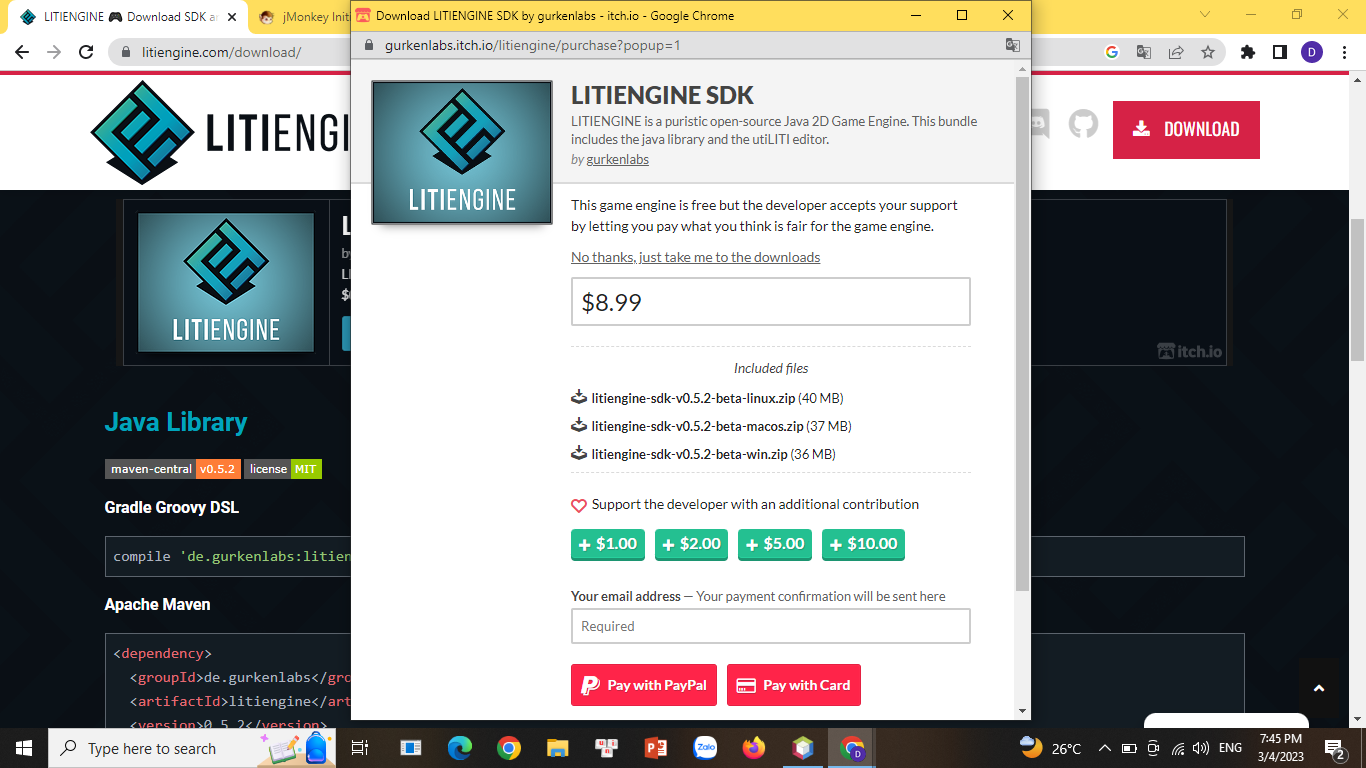 LITIENGINE 🎮 Download SDK a
jMonkey Init
Download LITIENGINE SDK by gurkenlabs - itch.io - Google Chrome
litiengine.com/download/
gurkenlabs.itch.io/litiengine/purchase?popup=1
D
LITIENGI
DOWNLOAD
LITIENGINE
LITIENGINE SDK
LITIENGINE is a puristic open-source Java 2D Game Engine. This bundle
includes the java library and the utiLITI editor.
by gurkenlabs
This game engine is free but the developer accepts your support
by letting you pay what you think is fair for the game engine.
No thanks, just take me to the downloads
$8.99
Included files
litiengine-sdk-v0.5.2-beta-linux.zip (40 MB)
litiengine-sdk-v0.5.2-beta-macos.zip (37 MB)
litiengine-sdk-v0.5.2-beta-win.zip (36 MB)
Support the developer with an additional contribution
+ $1.00 + $2.00 + $5.00 + $10.00
Your email address — Your payment confirmation will be sent here
Required
Pay with PayPal Pay with Card
LITIENGINE
itch.io
Java Library
maven-central v0.5.2 license MIT
Gradle Groovy DSL
compile 'de.gurkenlabs:litien
Apache Maven
<dependency>
<groupId>de.gurkenlabs</gro
<artifactId>litiengine</art
<version>0.5.2</version>
Type here to search
Zalo
D
26°C
ENG
7:45 PM
3/4/2023
2